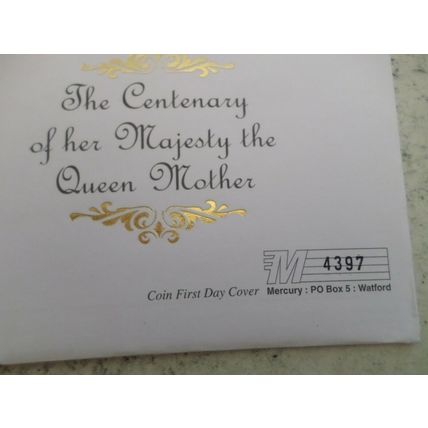 The Centenary
of her Majesty the
Queen Mother
M 4397
Coin First Day Cover Mercury : PO Box 5 : Watford